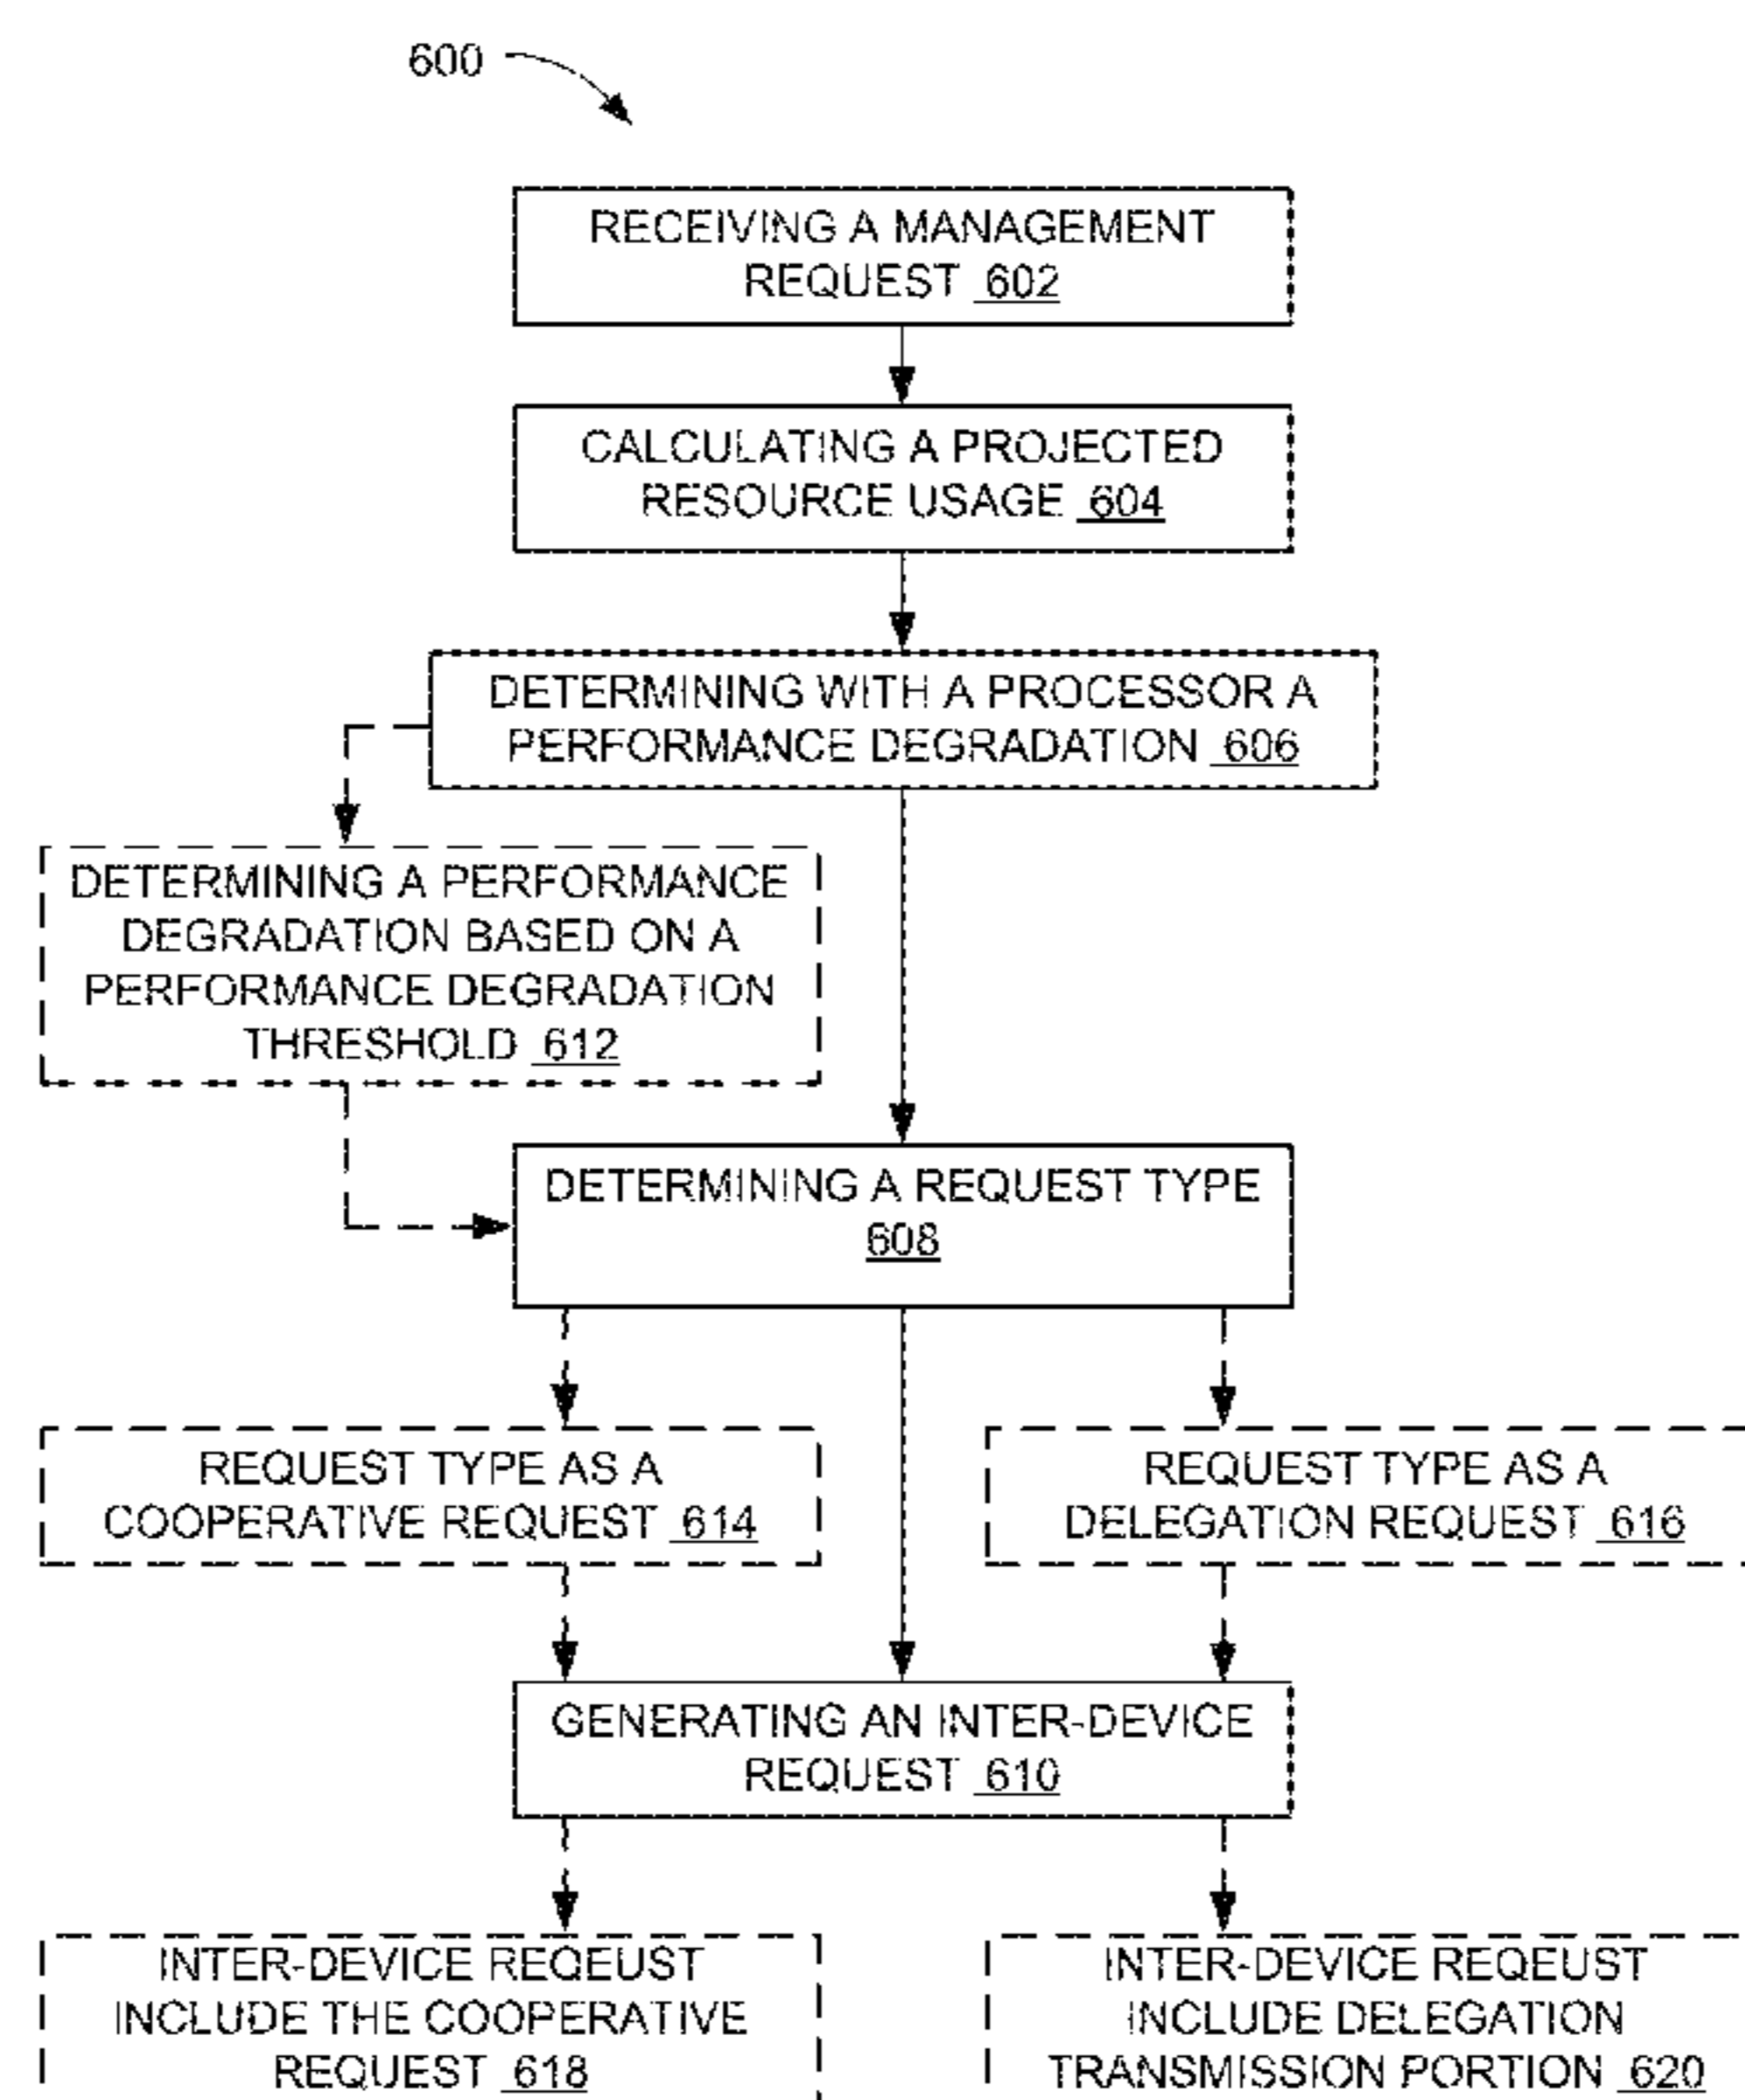 600
RECEIVING A MANAGEMENT
REQUEST 602
CALCULATING A PROJECTED
RESOURCE USAGE 604
DETERMINING WITH A PROCESSOR A
PERFORMANCE DEGRADATION 606
DETERMINING A PERFORMANCE
DEGRADATION BASED ON A
PERFORMANCE DEGRADATION
THRESHOLD 612
DETERMINING A REQUEST TYPE
608
REQUEST TYPE AS A
COOPERATIVE REQUEST 614
REQUEST TYPE AS A
DELEGATION REQUEST 616
GENERATING AN INTER-DEVICE
REQUEST 610
INTER-DEVICE REQEUST
INCLUDE THE COOPERATIVE
REQUEST 618
INTER-DEVICE REQEUST
INCLUDE DELEGATION
TRANSMISSION PORTION 620